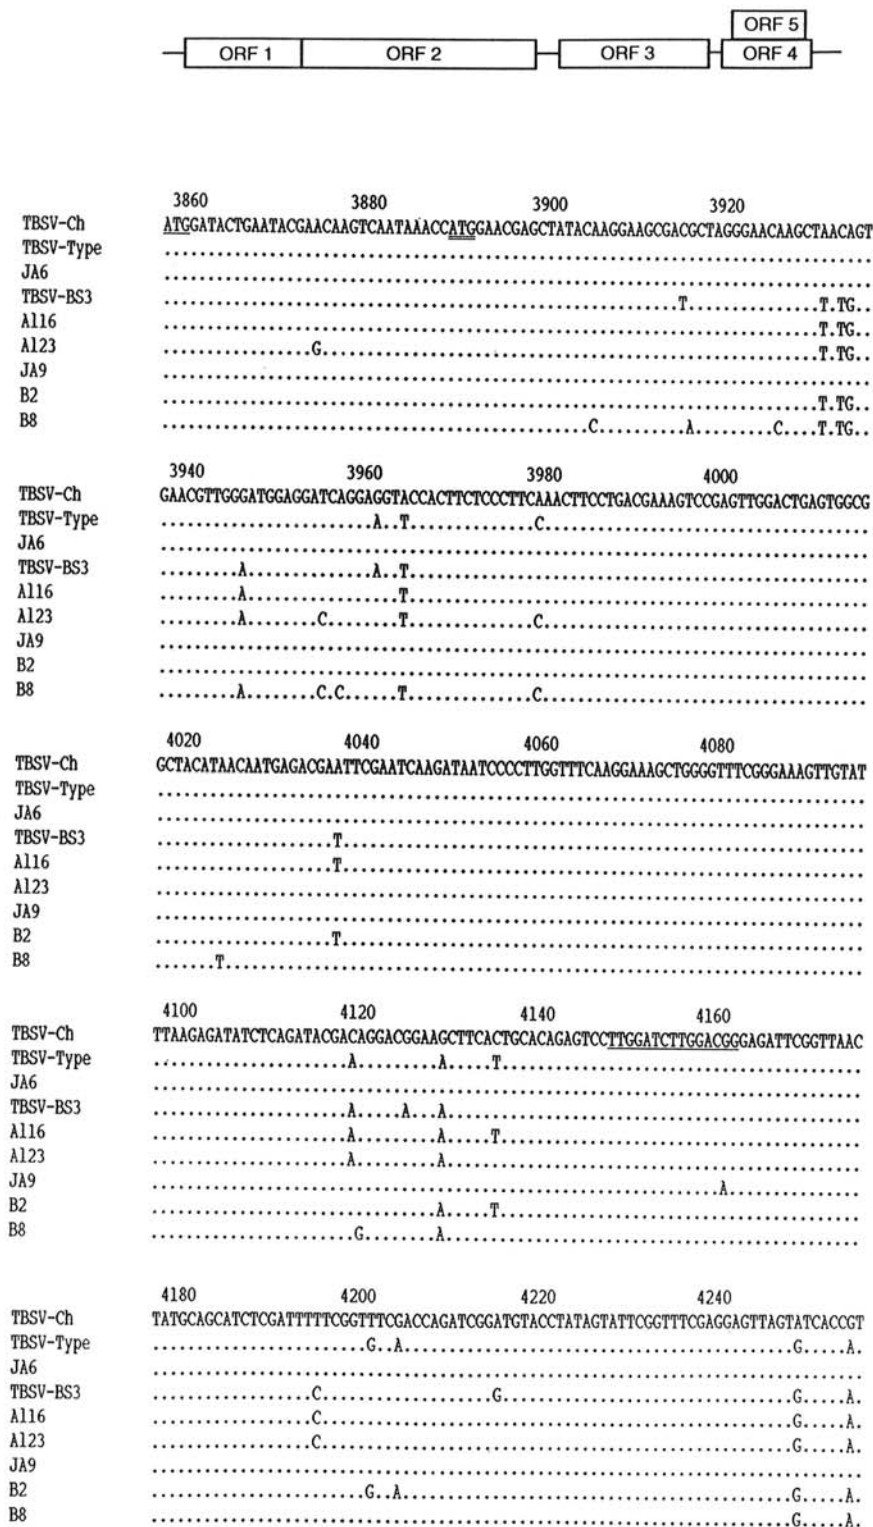 ORF 5
ORF 1 ORF 2 ORF 3 ORF 4
3860 3880 3900 3920
TBSV-Ch ATGGATACTGAATACGAACAAGTCAATAAACCATGGAACGAGCTATACAAGGAAGCGACGCTAGGGAACAAGCTAACAGT
TBSV-Type ................................................................................
JA6 ................................................................................
TBSV-BS3 ..........................................................T...............T.TG..
A116 ..........................................................................T.TG..
A123 .................G........................................................T.TG..
JA9 ................................................................................
B2 ..........................................................................T.TG..
B8 ................................................C..........A.........C....T.TG..
3940 3960 3980 4000
TBSV-Ch GAACGTTGGGATGGAGGATCAGGAGGTACCACTTCTCCCTTCAAACTTCCTGACGAAAGTCCGAGTTGGACTGAGTGGCG
TBSV-Type ........................A..T..............C.....................................
JA6 ................................................................................
TBSV-BS3 .........A..............A..T....................................................
A116 .........A.................T....................................................
A123 .........A........C........T..............C.....................................
JA9 ................................................................................
B2 ................................................................................
B8 .........A........C.C......T..............C.....................................
4020 4040 4060 4080
TBSV-Ch GCTACATAACAATGAGACGAATTCGAATCAAGATAATCCCCTTGGTTTCAAGGAAAGCTGGGGTTTCGGGAAAGTTGTAT
TBSV-Type ................................................................................
JA6 ................................................................................
TBSV-BS3 ....................T...........................................................
A116 ....................T...........................................................
A123 ................................................................................
JA9 ................................................................................
B2 ....................T...........................................................
B8 .......T........................................................................
4100 4120 4140 4160
TBSV-Ch TTAAGAGATATCTCAGATACGACAGGACGGAAGCTTCACTGCACAGAGTCCTTGGATCTTGGACGGGAGATTCGGTTAAC
TBSV-Type ......................A.........A.....T.........................................
JA6 ................................................................................
TBSV-BS3 ......................A.....A...A...............................................
A116 ......................A.........A.....T.........................................
A123 ......................A.........A...............................................
JA9 ................................................................A...............
B2 ................................A.....T.........................................
B8 .......................G........A...............................................
4180 4200 4220 4240
TBSV-Ch TATGCAGCATCTCGATTTTTCGGTTTCGACCAGATCGGATGTACCTATAGTATTCGGTTTCGAGGAGTTAGTATCACCGT
TBSV-Type ........................G..A............................................G.....A.
JA6 ................................................................................
TBSV-BS3 ..................C...................G.................................G.....A.
A116 ..................C.....................................................G.....A.
A123 ..................C.....................................................G.....A.
JA9 ................................................................................
B2 ........................G..A............................................G.....A.
B8 ........................................................................G.....A.